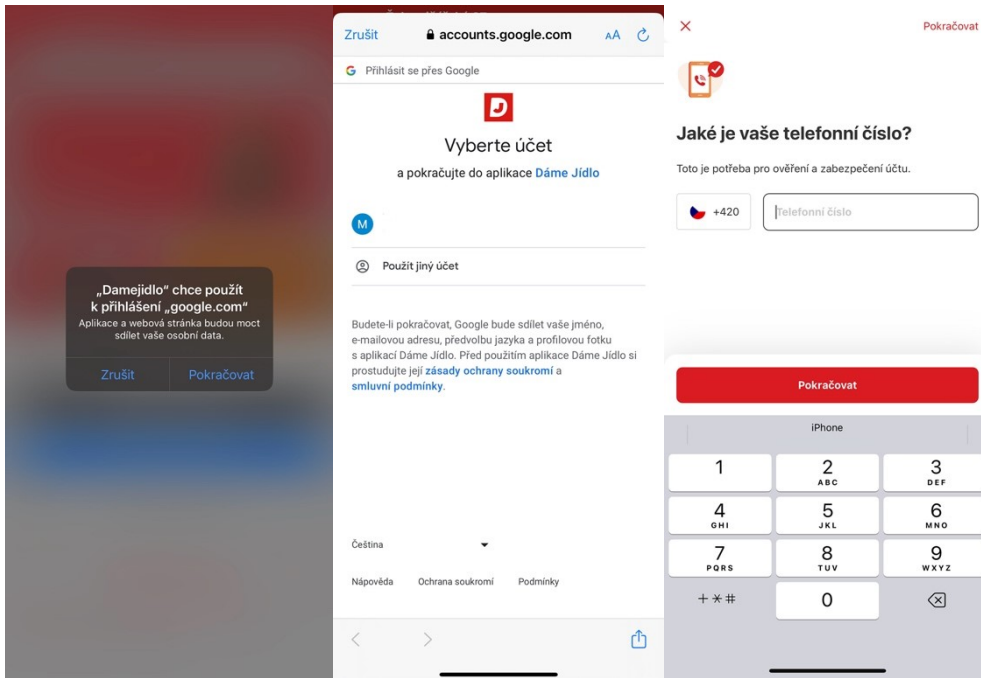 „Damejidlo“ chce použít
k přihlášení „google.com“
Aplikace a webová stránka budou moct
sdílet vaše osobní data.
Zrušit
Pokračovat
Zrušit
accounts.google.com
AA
G Přihlásit se přes Google
Vyberte účet
a pokračujte do aplikace Dáme Jídlo
M
Použít jiný účet
Budete-li pokračovat, Google bude sdílet vaše jméno,
e-mailovou adresu, předvolbu jazyka a profilovou fotku
s aplikací Dáme Jídlo. Před použitím aplikace Dáme Jídlo si
prostudujte její zásady ochrany soukromí a
smluvní podmínky.
Čeština
Nápověda
Ochrana soukromí
Podmínky
Pokračovat
Jaké je vaše telefonní číslo?
Toto je potřeba pro ověření a zabezpečení účtu.
+420
Telefonní číslo
Pokračovat
iPhone
1
2
ABC
3
DEF
4
GHI
5
JKL
6
MNO
7
PQRS
8
TUV
9
WXYZ
+*#
0